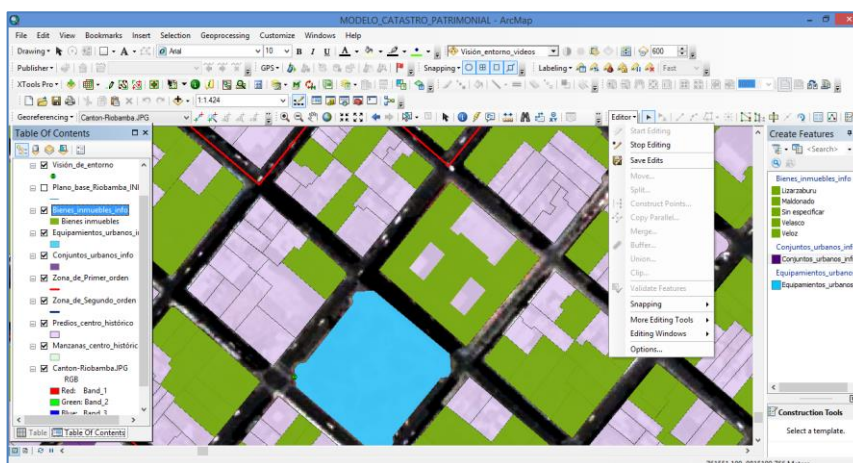 MODELO_CATASTRO_PATRIMONIAL - ArcMap
File Edit View Bookmarks Insert Selection Geoprocessing Customize Windows Help
Drawing Arial 10 B I U A Visión_entorno_videos 600
Publisher GPS Snapping Labeling Fast
XTools Pro
1:1.424
Georeferencing Canton-Riobamba.JPG Editor
Table Of Contents
Visión_de_entorno
Plano_base_Riobamba_INI
Bienes_inmuebles_info
Bienes inmuebles
Equipamientos_urbanos_i
Conjuntos_urbanos_info
Zona_de_Primer_orden
Zona_de_Segundo_orden
Predios_centro_histórico
Manzanas_centro_históric
Canton-Riobamba.JPG
RGB
Red: Band_1
Green: Band_2
Blue: Band_3
Table Table Of Contents
Start Editing
Stop Editing
Save Edits
Move...
Split...
Construct Points...
Copy Parallel...
Merge...
Buffer...
Union...
Clip...
Validate Features
Snapping
More Editing Tools
Editing Windows
Options...
Create Features
<Search>
Bienes_inmuebles_info
Lizarzaburu
Maldonado
Sin especificar
Velasco
Veloz
Conjuntos_urbanos_inf
Conjuntos_urbanos_inf
Equipamientos_urbanos
Equipamientos_urbanos
Construction Tools
Select a template.